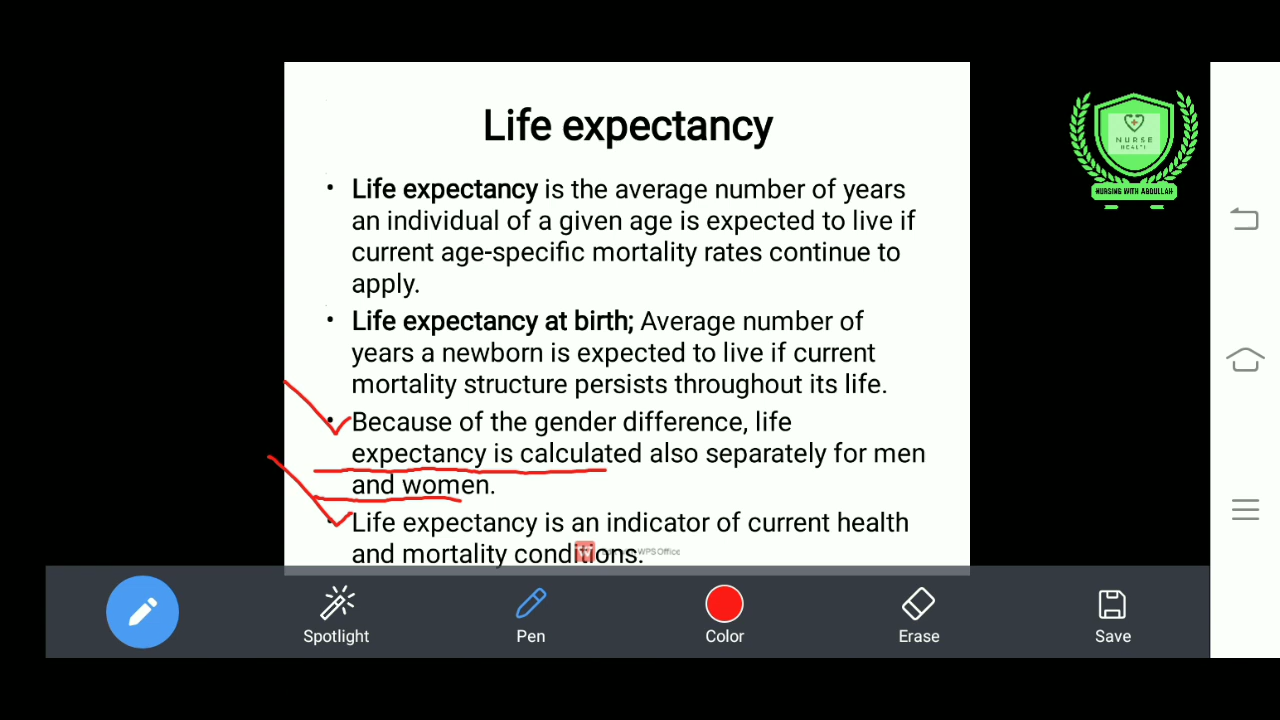 Life expectancy
NURSE
HEALTH
NURSING WITH ABDULLAH
• Life expectancy is the average number of years
an individual of a given age is expected to live if
current age-specific mortality rates continue to
apply.
• Life expectancy at birth; Average number of
years a newborn is expected to live if current
mortality structure persists throughout its life.
• Because of the gender difference, life
expectancy is calculated also separately for men
and women.
• Life expectancy is an indicator of current health
and mortality conditions.
WPS Office
Spotlight
Pen
Color
Erase
Save